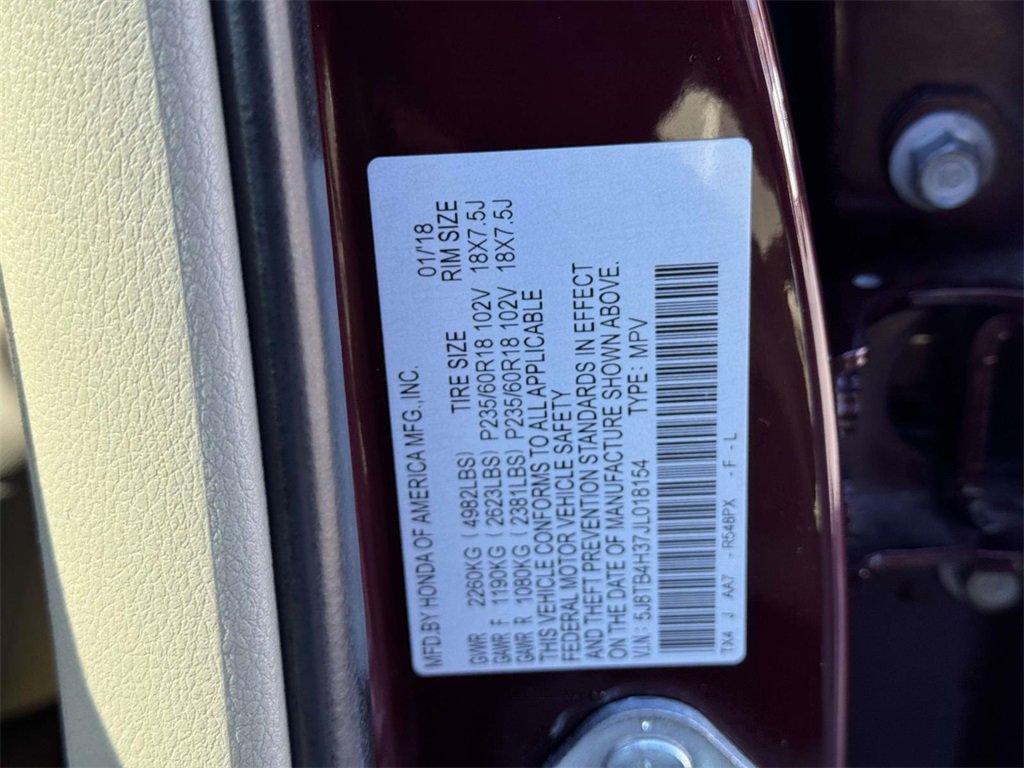 MFD.BY HONDA OF AMERICA MFG.,INC. 01/'18
TIRE SIZE RIM SIZE
GVWR 2260KG ( 4982LBS)
GAWR F 1190KG ( 2623LBS) P235/60R18 102V 18X7.5J
GAWR R 1080KG ( 2381LBS) P235/60R18 102V 18X7.5J
THIS VEHICLE CONFORMS TO ALL APPLICABLE
FEDERAL MOTOR VEHICLE SAFETY
AND THEFT PREVENTION STANDARDS IN EFFECT
ON THE DATE OF MANUFACTURE SHOWN ABOVE.
V.I.N : 5J8TB4H37JL018154 TYPE: MPV
TX4 J AA7 - R548PX - F - L